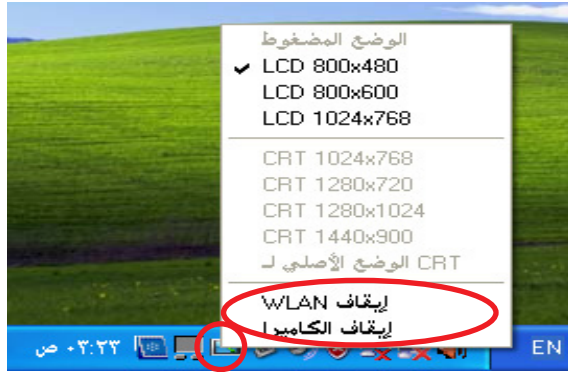 الوضع المضغوط
LCD 800x480
LCD 800x600
LCD 1024x768
CRT 1024x768
CRT 1280x720
CRT 1280x1024
CRT 1440x900
الوضع الأصلي لـ CRT
إيقاف WLAN
إيقاف الكاميرا
٠٣:٢٣ ص
EN